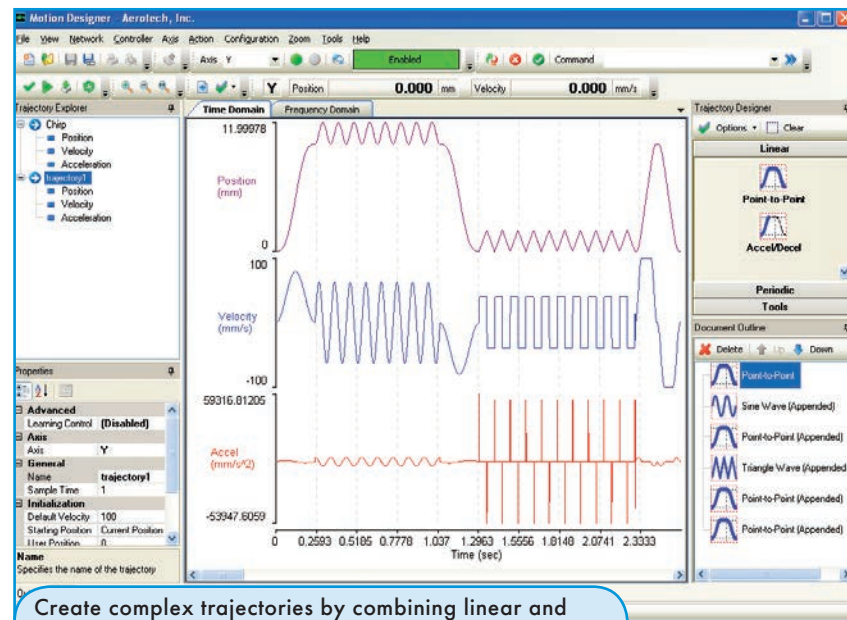 Motion Designer - Aerotech, Inc.
File View Network Controller Axis Action Configuration Zoom Tools Help
Axis Y Enabled Command
Y Position 0.000 mm Velocity 0.000 mm/s
Trajectory Explorer
Chirp
Position
Velocity
Acceleration
trajectory1
Position
Velocity
Acceleration
Properties
Advanced
Learning Control (Disabled)
Axis
Axis Y
General
Name trajectory1
Sample Time 1
Initialization
Default Velocity 100
Starting Position Current Position
User Position 0
Name
Specifies the name of the trajectory
Time Domain Frequency Domain
11.99978
Position
(mm)
0
100
Velocity
(mm/s)
-100
59316.81205
Accel
(mm/s^2)
-53947.6059
0 0.2593 0.5185 0.7778 1.037 1.2963 1.5556 1.8148 2.0741 2.3333
Time (sec)
Trajectory Designer
Options Clear
Linear
Point-to-Point
Accel/Decel
Periodic
Tools
Document Outline
Delete Up Down
Point-to-Point
Sine Wave (Appended)
Point-to-Point (Appended)
Triangle Wave (Appended
Point-to-Point (Appended)
Point-to-Point (Appended)
Create complex trajectories by combining linear and